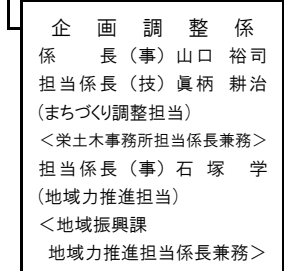 企画調整係
係長(事)山口 裕司
担当係長(技)眞柄 耕治
(まちづくり調整担当)
<栄土木事務所担当係長兼務>
担当係長(事)石塚 学
(地域力推進担当)
<地域振興課
地域力推進担当係長兼務>